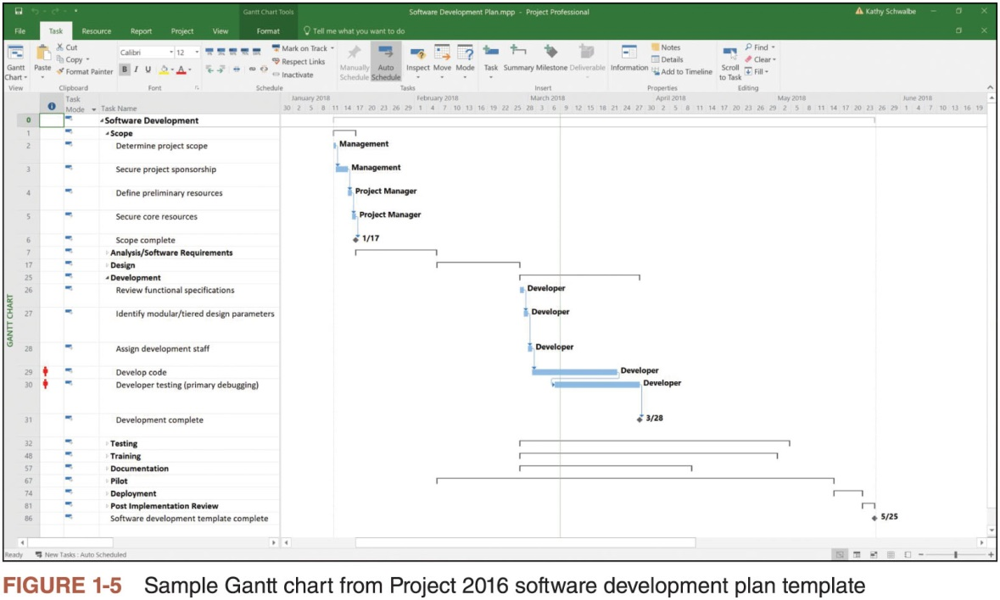 Gantt Chart Tools
Software Development Plan.mpp - Project Professional
Kathy Schwalbe
File Task Resource Report Project View Format Tell me what you want to do
Gantt Chart
View
Paste
Cut
Copy
Format Painter
Clipboard
Calibri 12
B I U A
Font
Mark on Track
Respect Links
Inactivate
Schedule
Manually Schedule
Auto Schedule
Inspect Move Mode
Tasks
Task Summary Milestone Deliverable
Insert
Information
Notes
Details
Add to Timeline
Properties
Scroll to Task
Find
Clear
Fill
Editing
Task Mode
Task Name
January 2018 February 2018 March 2018 April 2018 May 2018 June 2018
30 2 5 8 11 14 17 20 23 26 29 1 4 7 10 13 16 19 22 25 28 3 6 9 12 15 18 21 24 27 30 2 5 8 11 14 17 20 23 26 29 2 5 8 11 14 17 20 23 26 29 1 4 7 10 13 16 19
GANTT CHART
0 Software Development
1 Scope
2 Determine project scope Management
3 Secure project sponsorship Management
4 Define preliminary resources Project Manager
5 Secure core resources Project Manager
6 Scope complete 1/17
7 Analysis/Software Requirements
17 Design
25 Development
26 Review functional specifications Developer
27 Identify modular/tiered design parameters Developer
28 Assign development staff Developer
29 Develop code Developer
30 Developer testing (primary debugging) Developer
31 Development complete 3/28
32 Testing
48 Training
57 Documentation
67 Pilot
74 Deployment
81 Post Implementation Review
86 Software development template complete 5/25
Ready New Tasks : Auto Scheduled
FIGURE 1-5 Sample Gantt chart from Project 2016 software development plan template